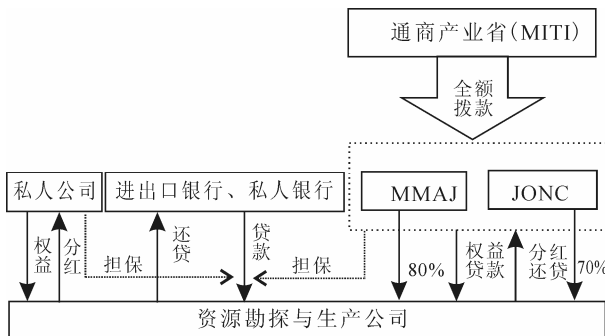 通商产业省(MITI)
全额
拨款
私人公司
进出口银行、私人银行
MMAJ
JONC
权益
分红
担保
还贷
贷款
担保
80%
权益
贷款
分红
还贷
70%
资源勘探与生产公司